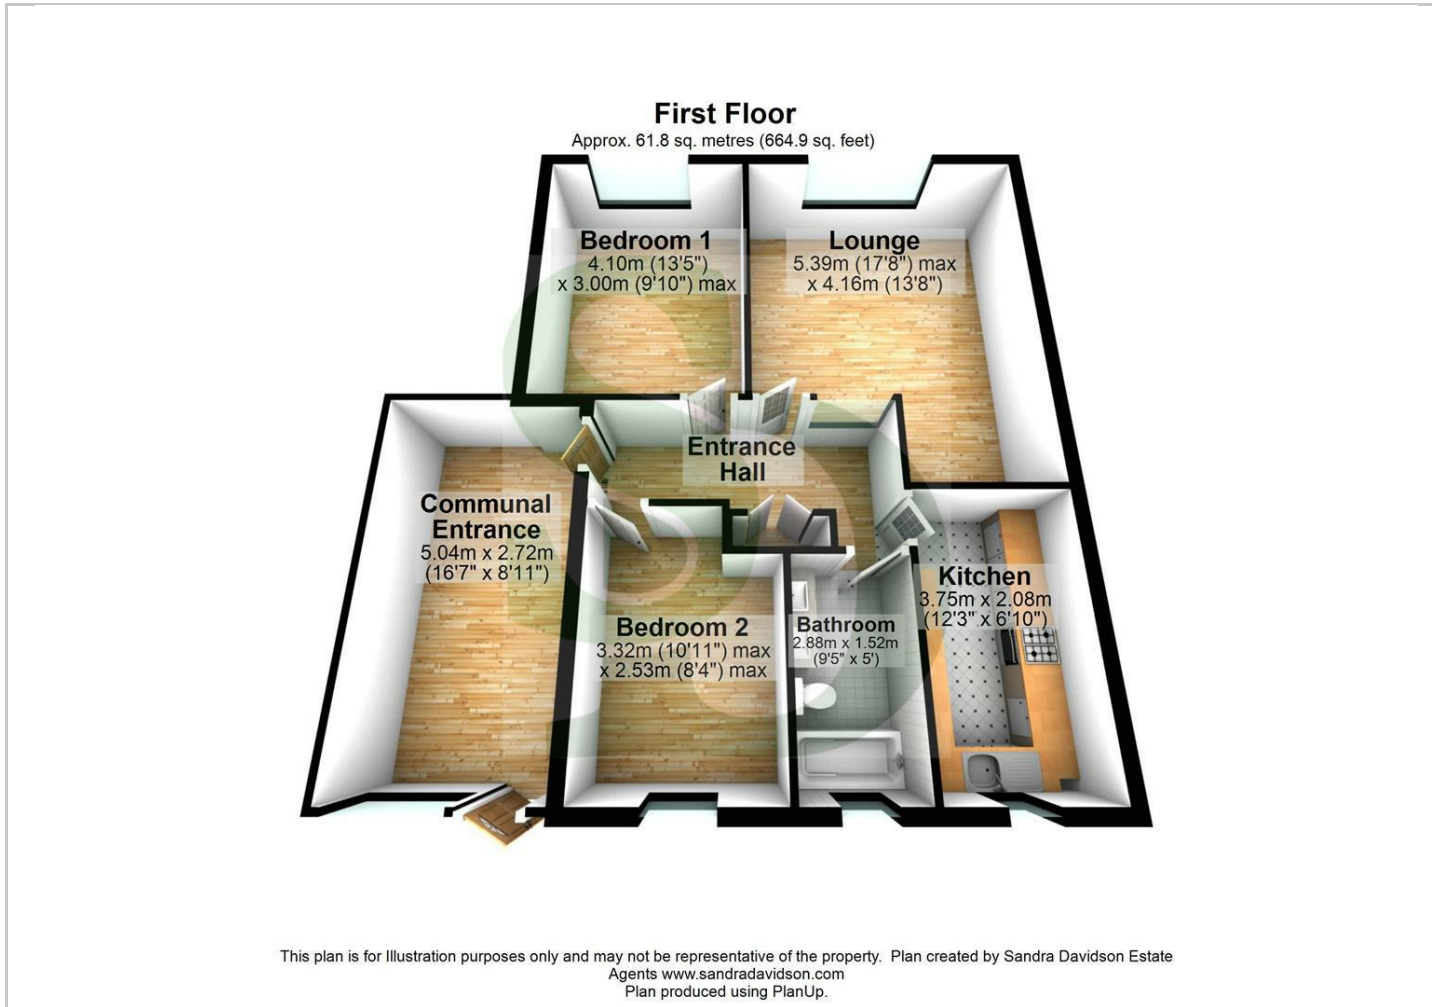 First Floor
Approx. 61.8 sq. metres (664.9 sq. feet)
Bedroom 1
4.10m (13'5")
x 3.00m (9'10") max
Lounge
5.39m (17'8") max
x 4.16m (13'8")
Entrance
Hall
Communal
Entrance
5.04m x 2.72m
(16'7" x 8'11")
Bedroom 2
3.32m (10'11") max
x 2.53m (8'4") max
Bathroom
2.88m x 1.52m
(9'5" x 5')
Kitchen
3.75m x 2.08m
(12'3" x 6'10")
This plan is for Illustration purposes only and may not be representative of the property. Plan created by Sandra Davidson Estate
Agents www.sandradavidson.com
Plan produced using PlanUp.